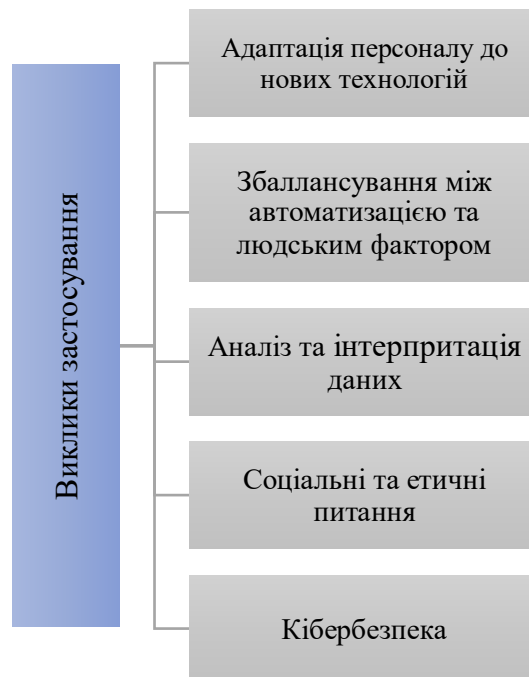 Виклики застосування
Адаптація персоналу до
нових технологій
Збаллансування між
автоматизацією та
людським фактором
Аналіз та інтерпритація
даних
Соціальні та етичні
питання
Кібербезпека